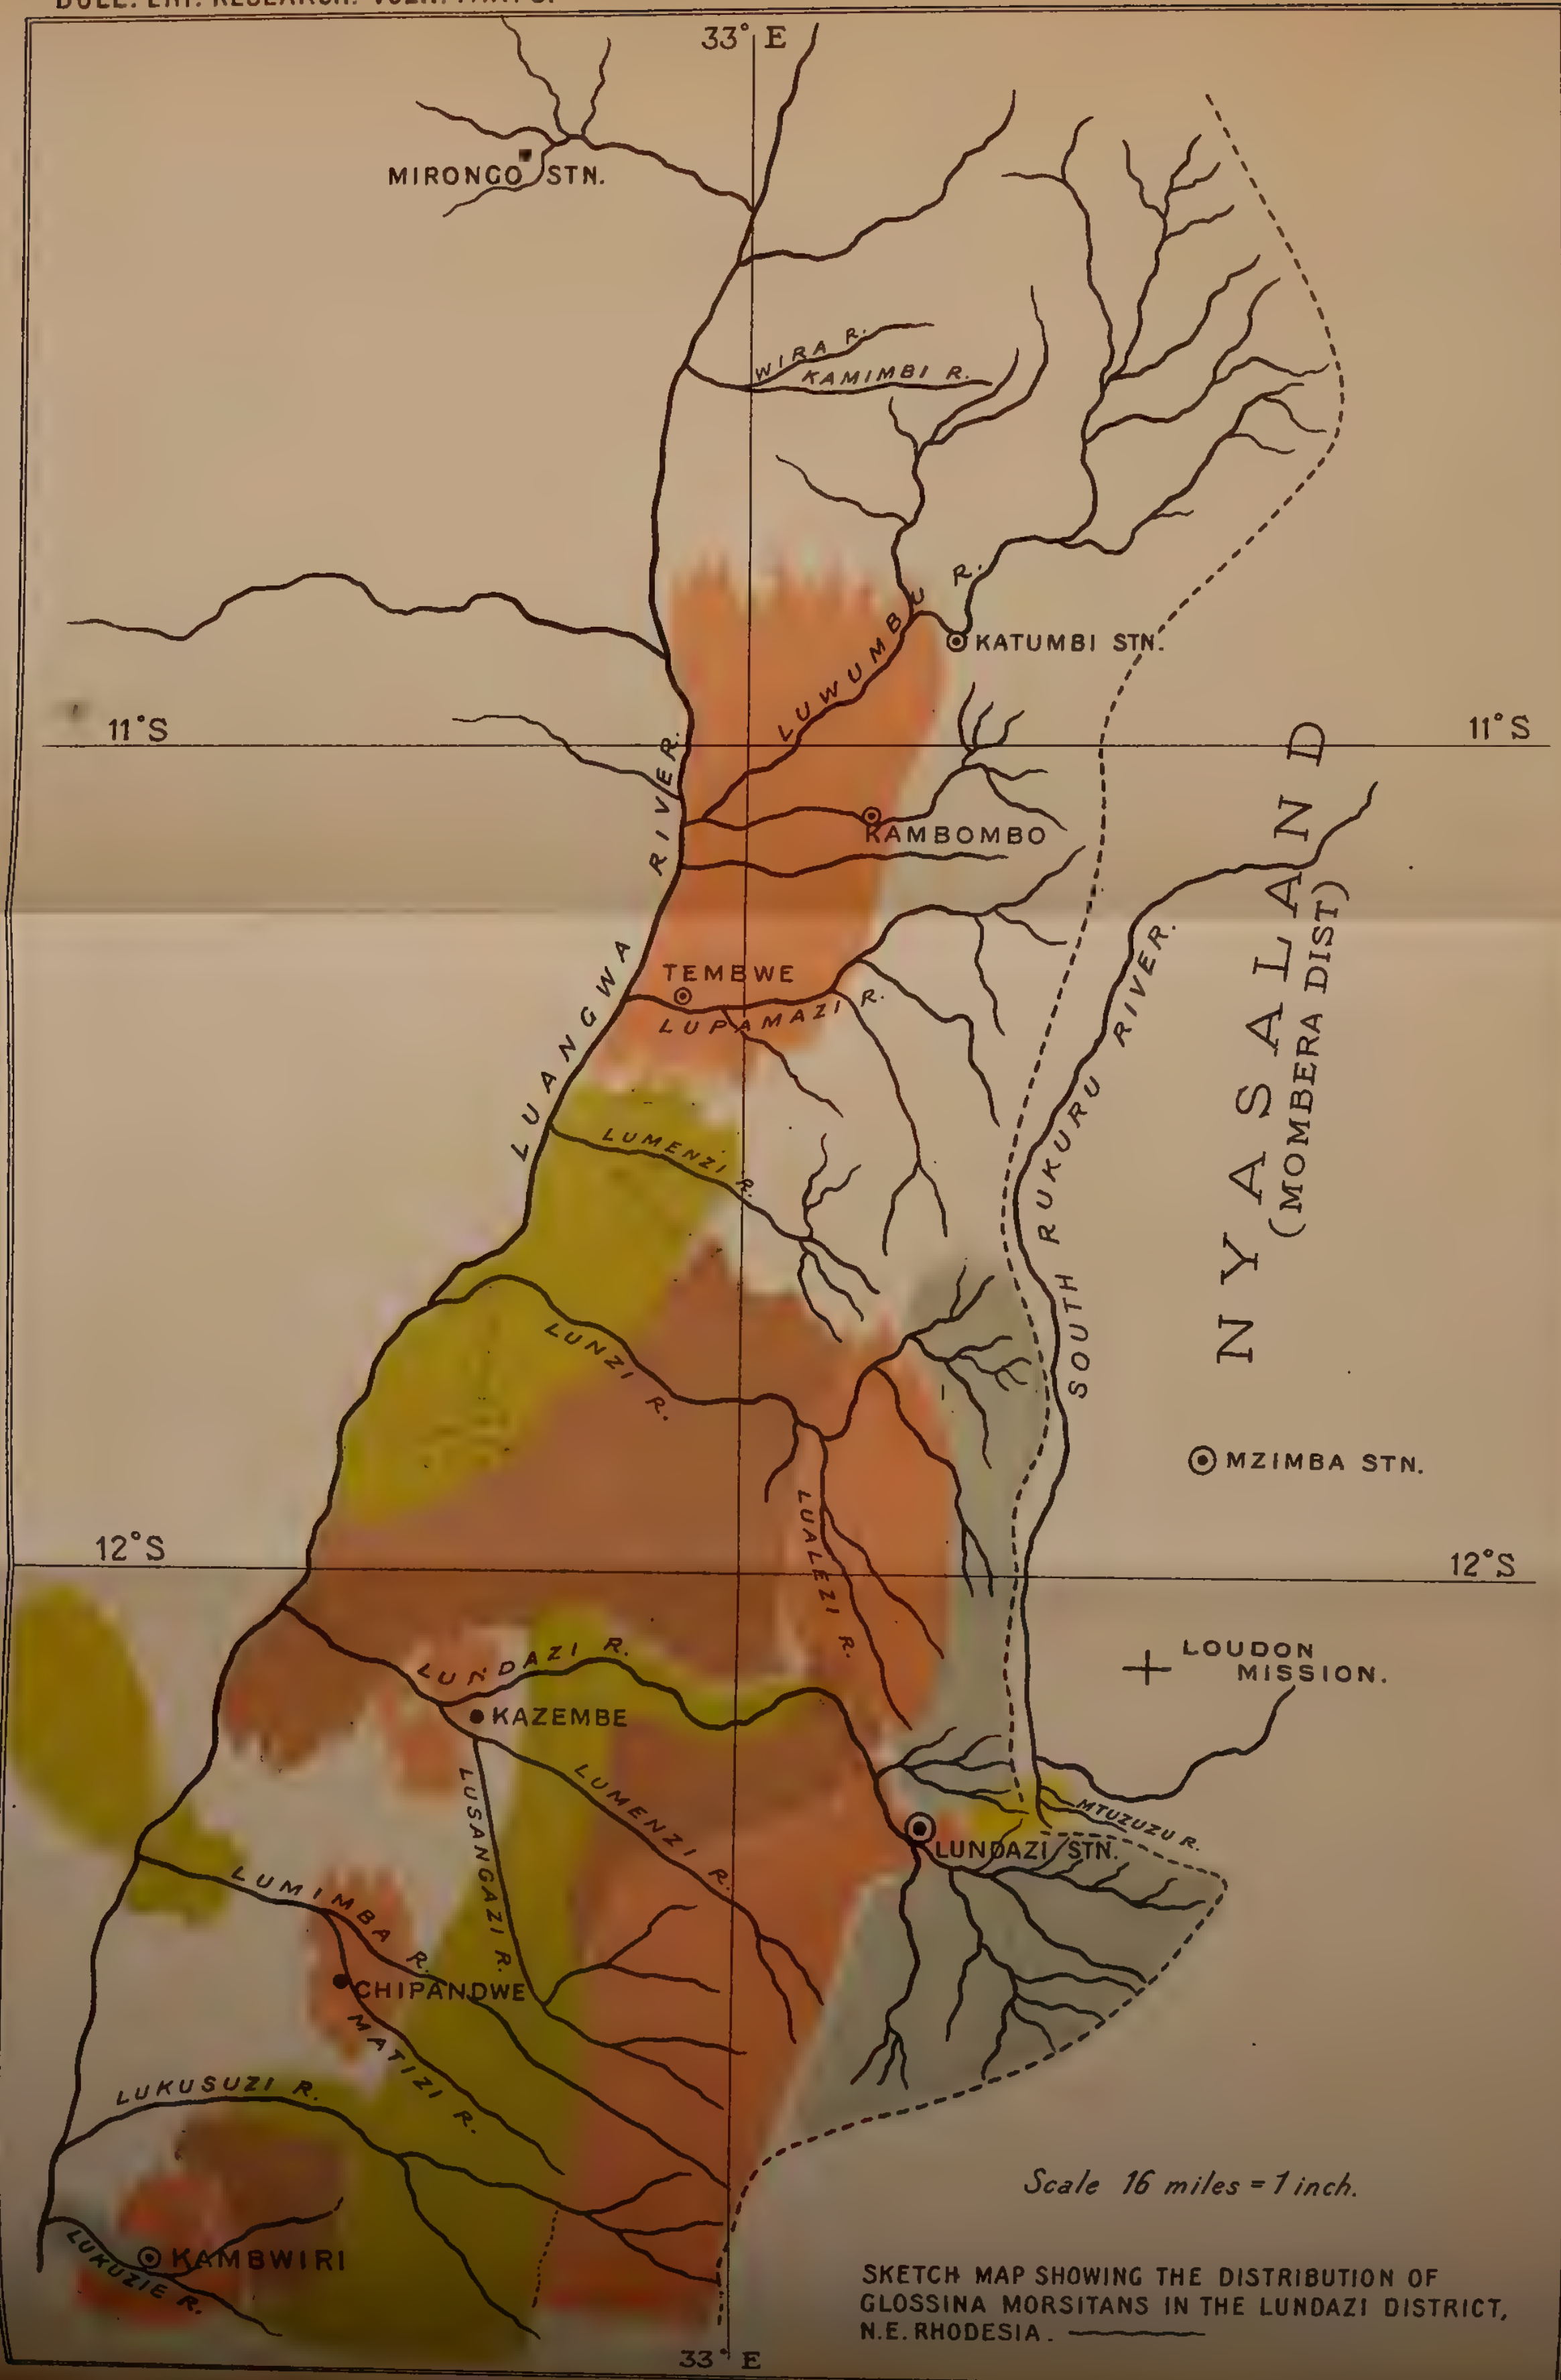 33° E
MIRONGO STN.
WIRA R.
KAMIMBI R.
LUWUMBU R.
KATUMBI STN.
11°S
11°S
KAMBOMBO
LUANGWA RIVER.
TEMBWE
LUPAMAZI R.
NYASALAND
(MOMBERA DIST)
SOUTH RUKURU RIVER.
LUMENZI R.
LUNZI R.
MZIMBA STN.
LUALEZI R.
12°S
12°S
LOUDON
MISSION.
LUNDAZI R.
KAZEMBE
LUSANGAZI R.
LUMENZI R.
MTUZUZU R.
LUNDAZI STN.
LUMIMBA R.
CHIPANDWE
MATIZI R.
LUKUSUZI R.
KAMBWIRI
LUKUZIE R.
Scale 16 miles = 1 inch.
SKETCH MAP SHOWING THE DISTRIBUTION OF
GLOSSINA MORSITANS IN THE LUNDAZI DISTRICT,
N.E. RHODESIA.
33° E